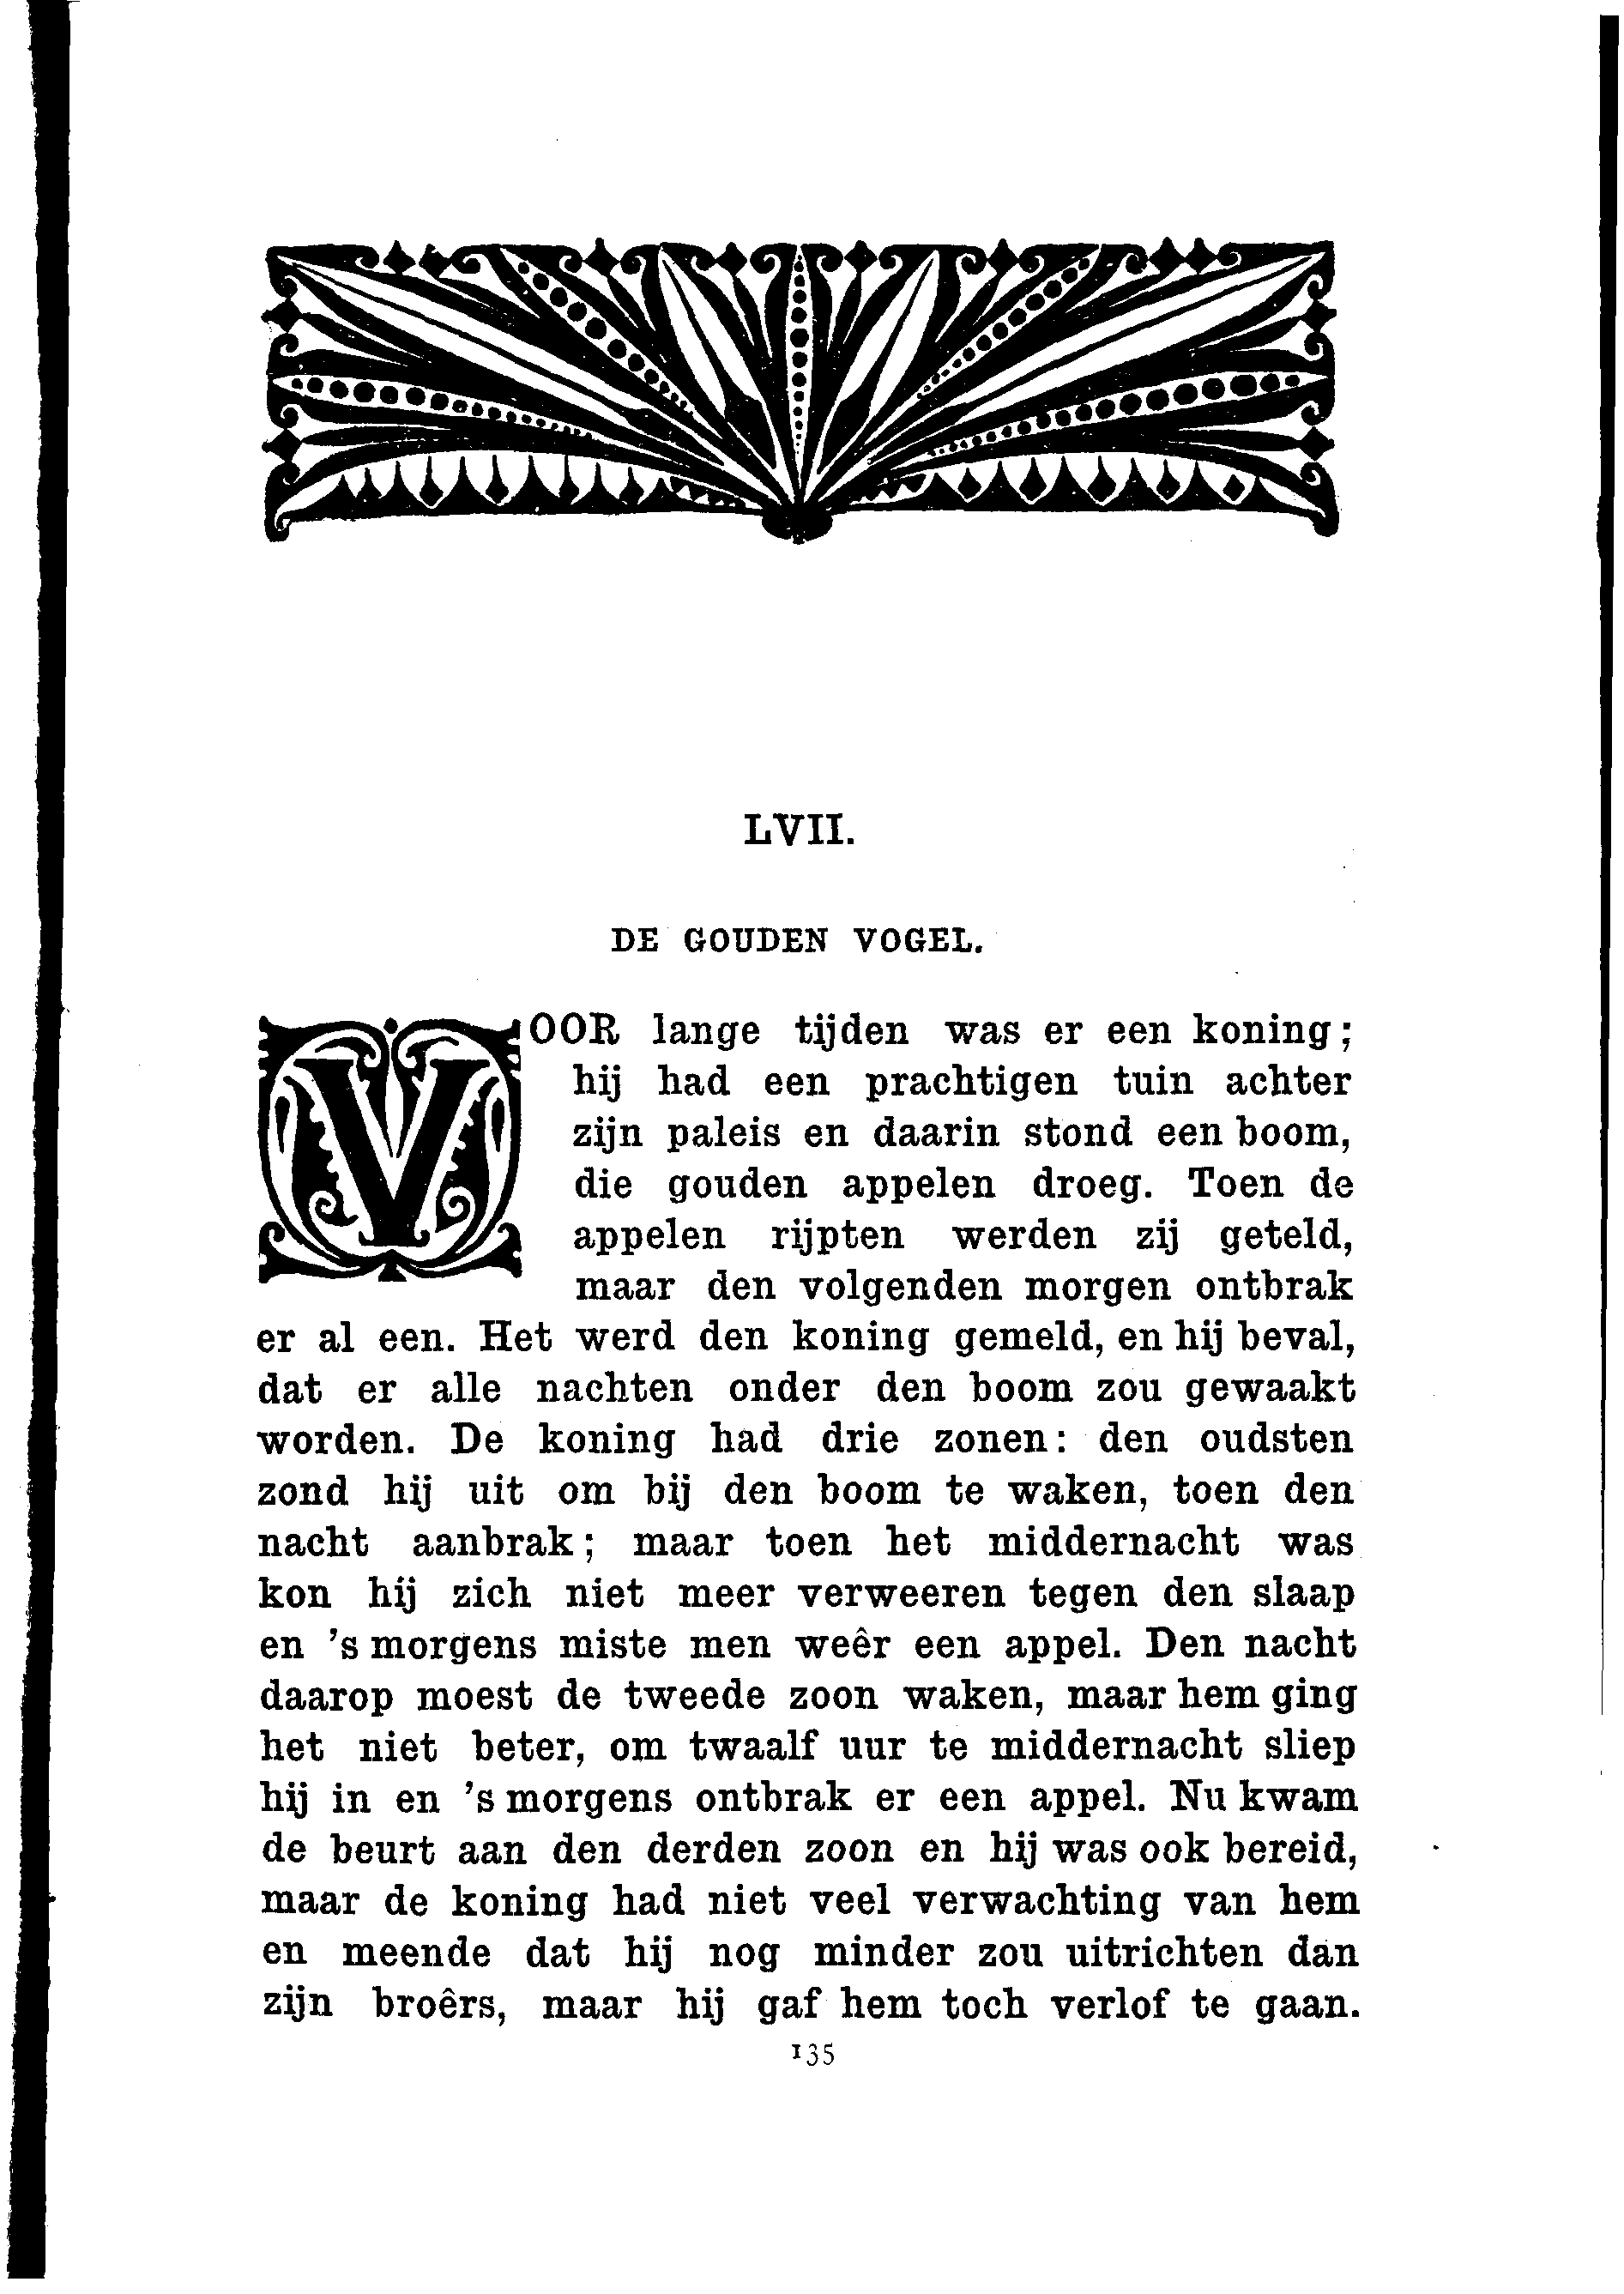 LVII.
DE GOUDEN VOGEL.
VOOR lange tijden was er een koning;
hij had een prachtigen tuin achter
zijn paleis en daarin stond een boom,
die gouden appelen droeg. Toen de
appelen rijpten werden zij geteld,
maar den volgenden morgen ontbrak
er al een. Het werd den koning gemeld, en hij beval,
dat er alle nachten onder den boom zou gewaakt
worden. De koning had drie zonen: den oudsten
zond hij uit om bij den boom te waken, toen den
nacht aanbrak; maar toen het middernacht was
kon hij zich niet meer verweeren tegen den slaap
en 's morgens miste men weêr een appel. Den nacht
daarop moest de tweede zoon waken, maar hem ging
het niet beter, om twaalf uur te middernacht sliep
hij in en 's morgens ontbrak er een appel. Nu kwam
de beurt aan den derden zoon en hij was ook bereid,
maar de koning had niet veel verwachting van hem
en meende dat hij nog minder zou uitrichten dan
zijn broêrs, maar hij gaf hem toch verlof te gaan.
135